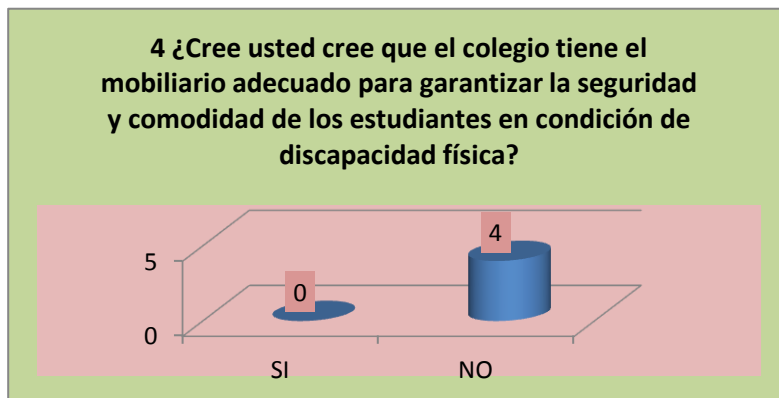 4 ¿Cree usted cree que el colegio tiene el
mobiliario adecuado para garantizar la seguridad
y comodidad de los estudiantes en condición de
discapacidad física?
4
5
0
0
SI NO